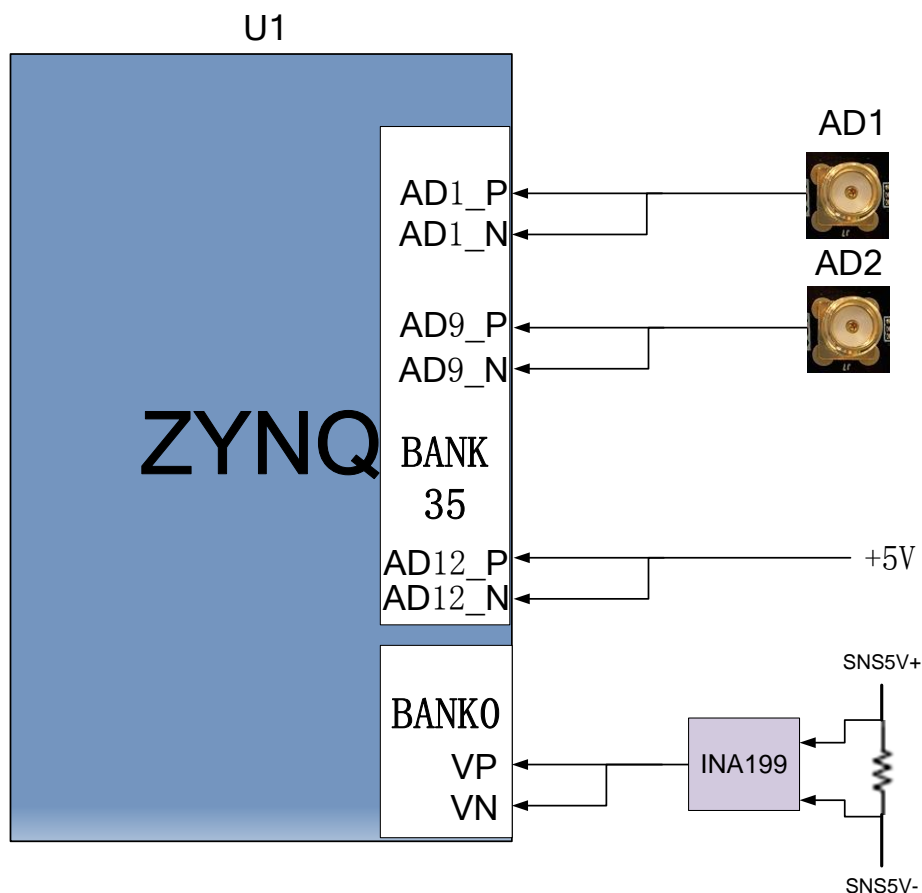 U1
AD1
AD1_P
AD1_N
AD2
AD9_P
AD9_N
ZYNQ
BANK
35
AD12_P
+5V
AD12_N
SNS5V+
BANK0
INA199
VP
VN
SNS5V-